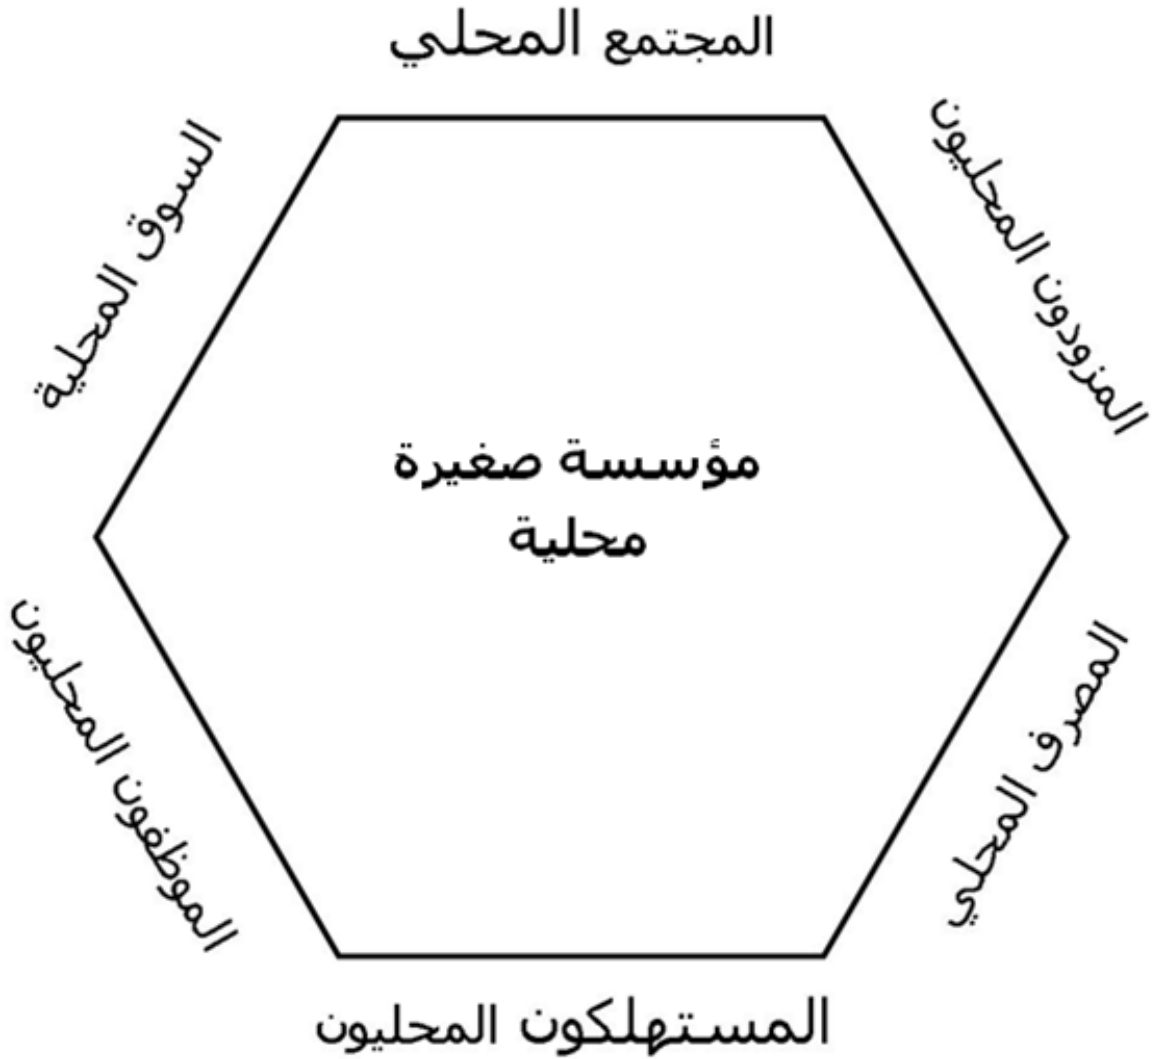 المجتمع المحلي
المزودون المحليون
السوق المحلية
مؤسسة صغيرة
محلية
المصرف المحلي
الموظفون المحليون
المستهلكون المحليون